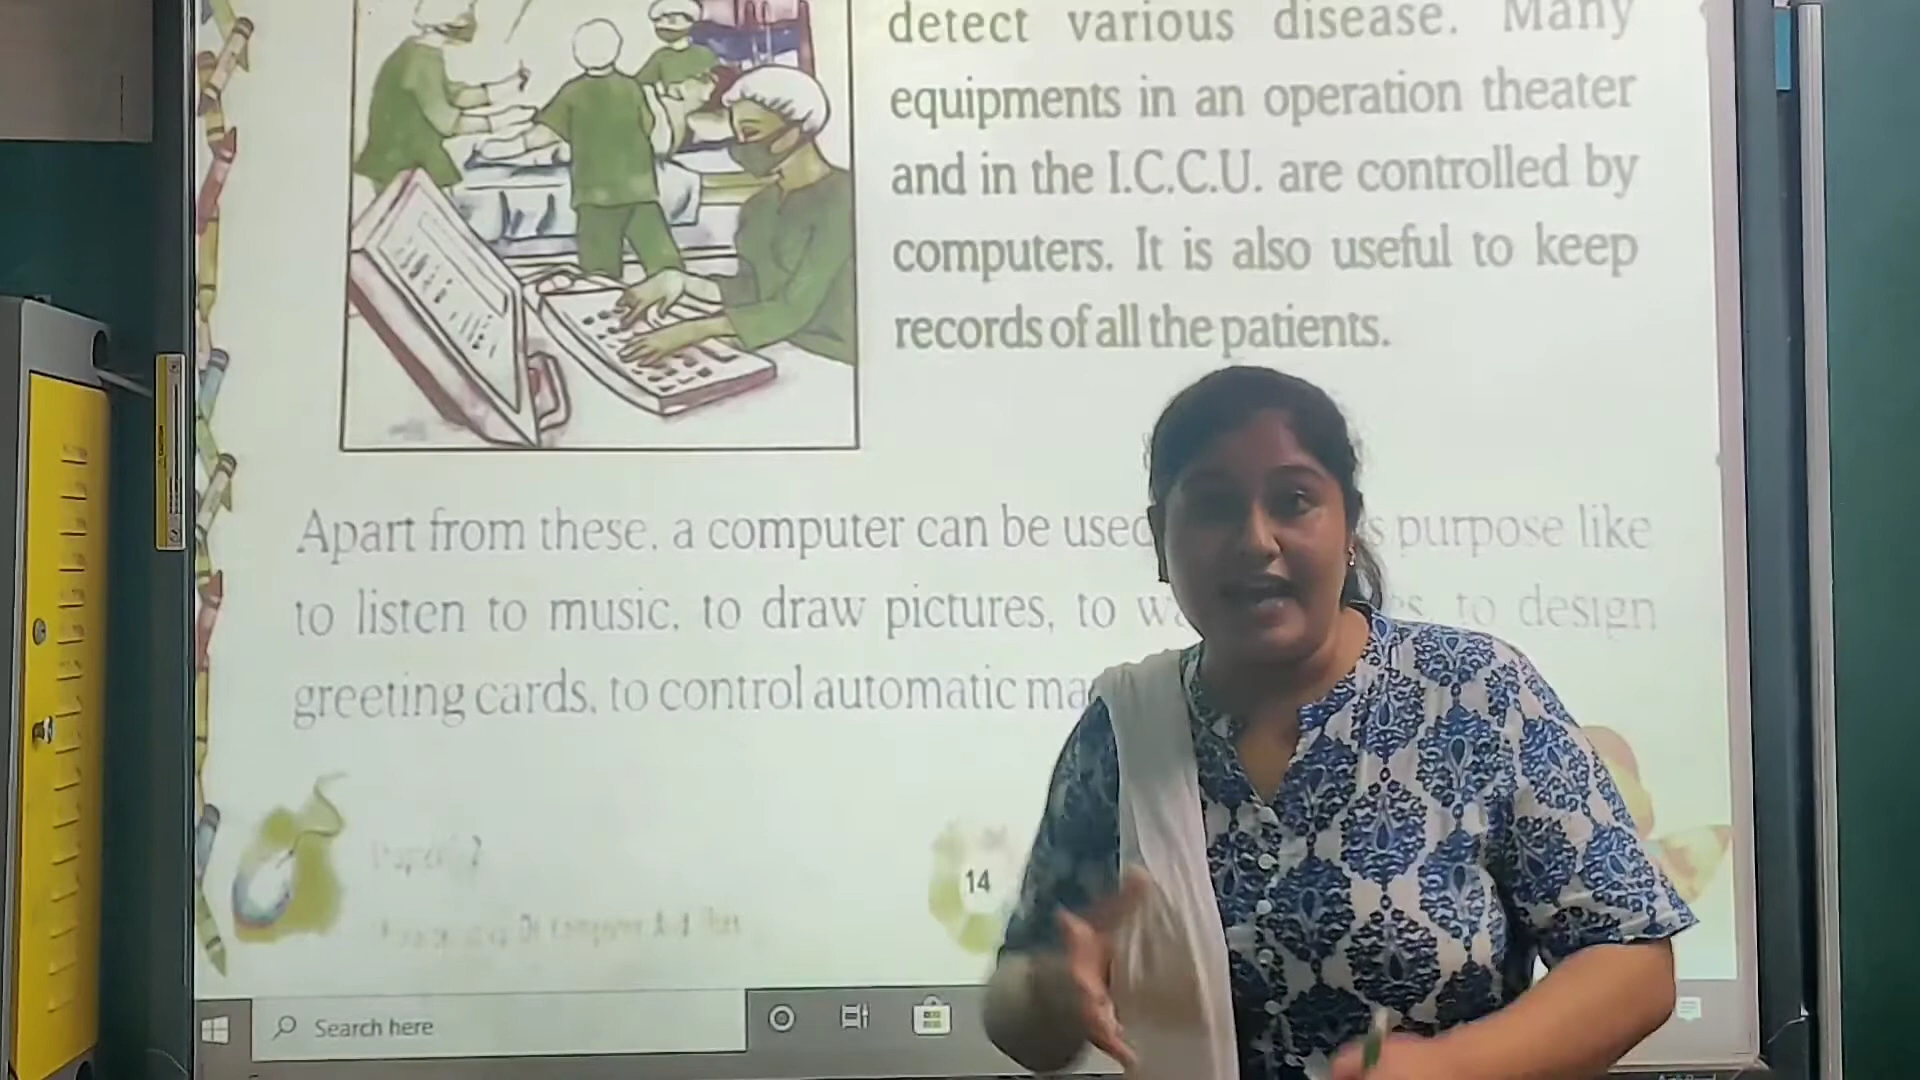 detect various disease. Many
equipments in an operation theater
and in the I.C.C.U. are controlled by
computers. It is also useful to keep
records of all the patients.
Apart from these, a computer can be used purpose like
to listen to music, to draw pictures, to to design
greeting cards, to control automatic
14
Search here